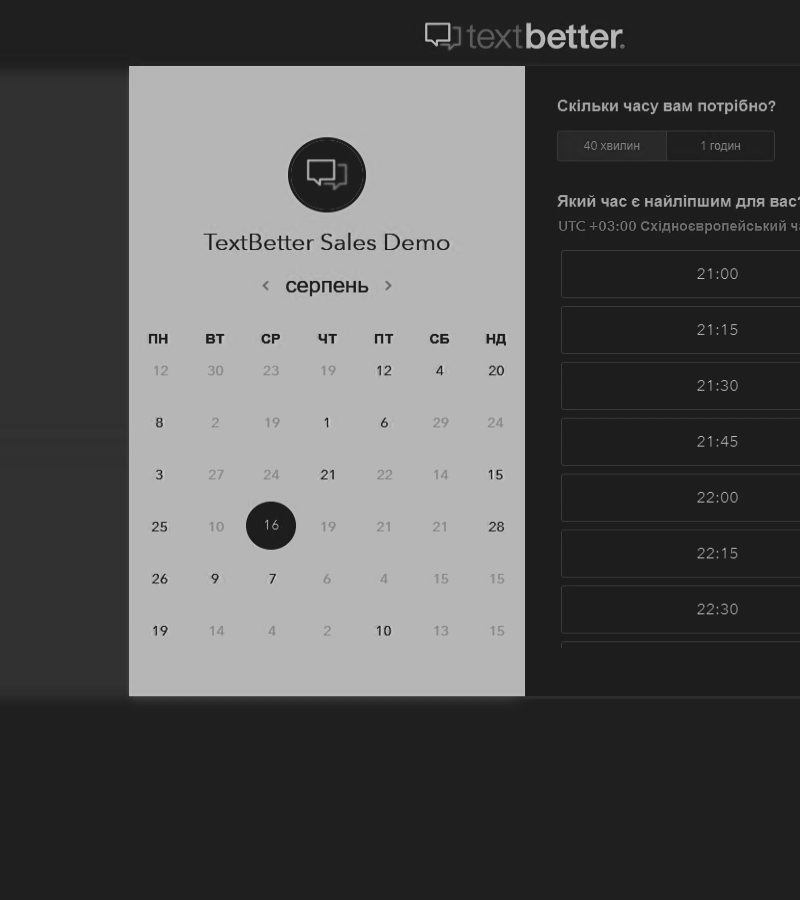 textbetter.
TextBetter Sales Demo
серпень
ПН ВТ СР ЧТ ПТ СБ НД
12 30 23 19 12 4 20
8 2 19 1 6 29 24
3 27 24 21 22 14 15
25 10 16 19 21 21 28
26 9 7 6 4 15 15
19 14 4 2 10 13 15
Скільки часу вам потрібно?
40 хвилин 1 годин
Який час є найліпшим для вас?
UTC +03:00 Східноєвропейський
21:00
21:15
21:30
21:45
22:00
22:15
22:30